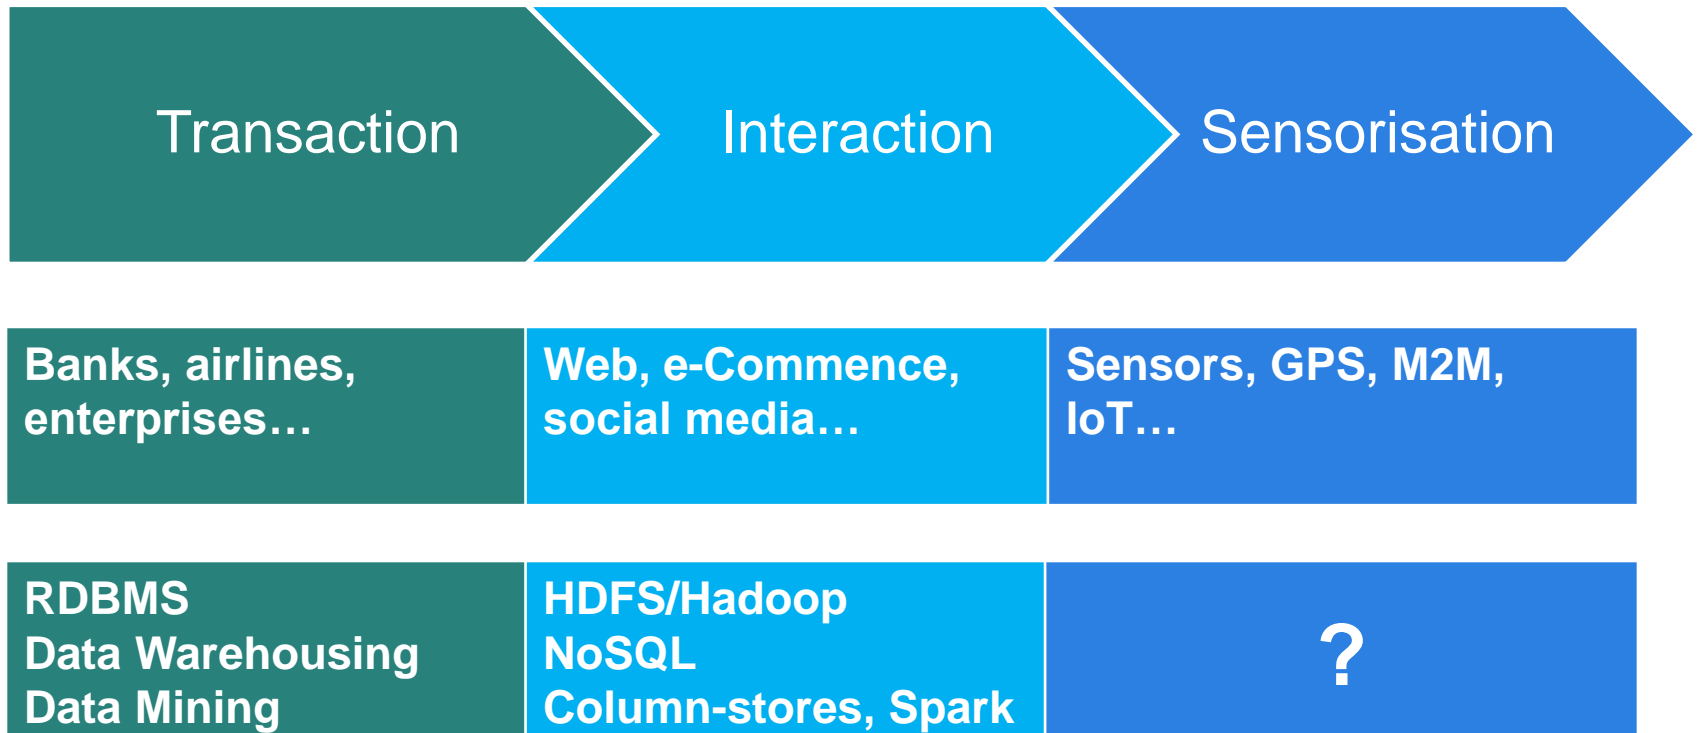 Transaction
Interaction
Sensorisation
Banks, airlines,
enterprises…
Web, e-Commence,
social media…
Sensors, GPS, M2M,
IoT…
RDBMS
Data Warehousing
Data Mining
HDFS/Hadoop
NoSQL
Column-stores, Spark
?